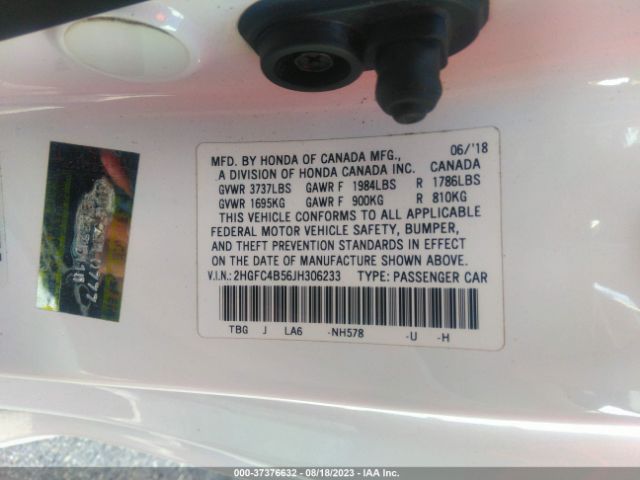 MFD. BY HONDA OF CANADA MFG., 06/'18
A DIVISION OF HONDA CANADA INC. CANADA
GVWR 3737LBS GAWR F 1984LBS R 1786LBS
GVWR 1695KG GAWR F 900KG R 810KG
THIS VEHICLE CONFORMS TO ALL APPLICABLE
FEDERAL MOTOR VEHICLE SAFETY, BUMPER,
AND THEFT PREVENTION STANDARDS IN EFFECT
ON THE DATE OF MANUFACTURE SHOWN ABOVE.
V.I.N.: 2HGFC4B56JH306233 TYPE: PASSENGER CAR
TBG J LA6 -NH578 -U -H
000-37376632 / 08/18/2023 - IAA Inc.